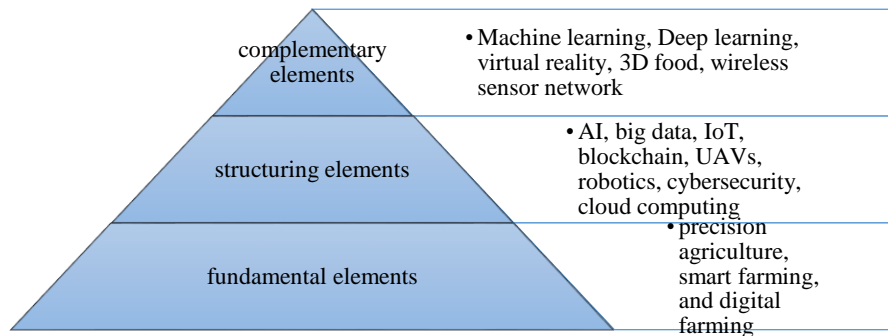 complementary
elements
• Machine learning, Deep learning,
virtual reality, 3D food, wireless
sensor network
structuring elements
• AI, big data, IoT,
blockchain, UAVs,
robotics, cybersecurity,
cloud computing
fundamental elements
• precision
agriculture,
smart farming,
and digital
farming